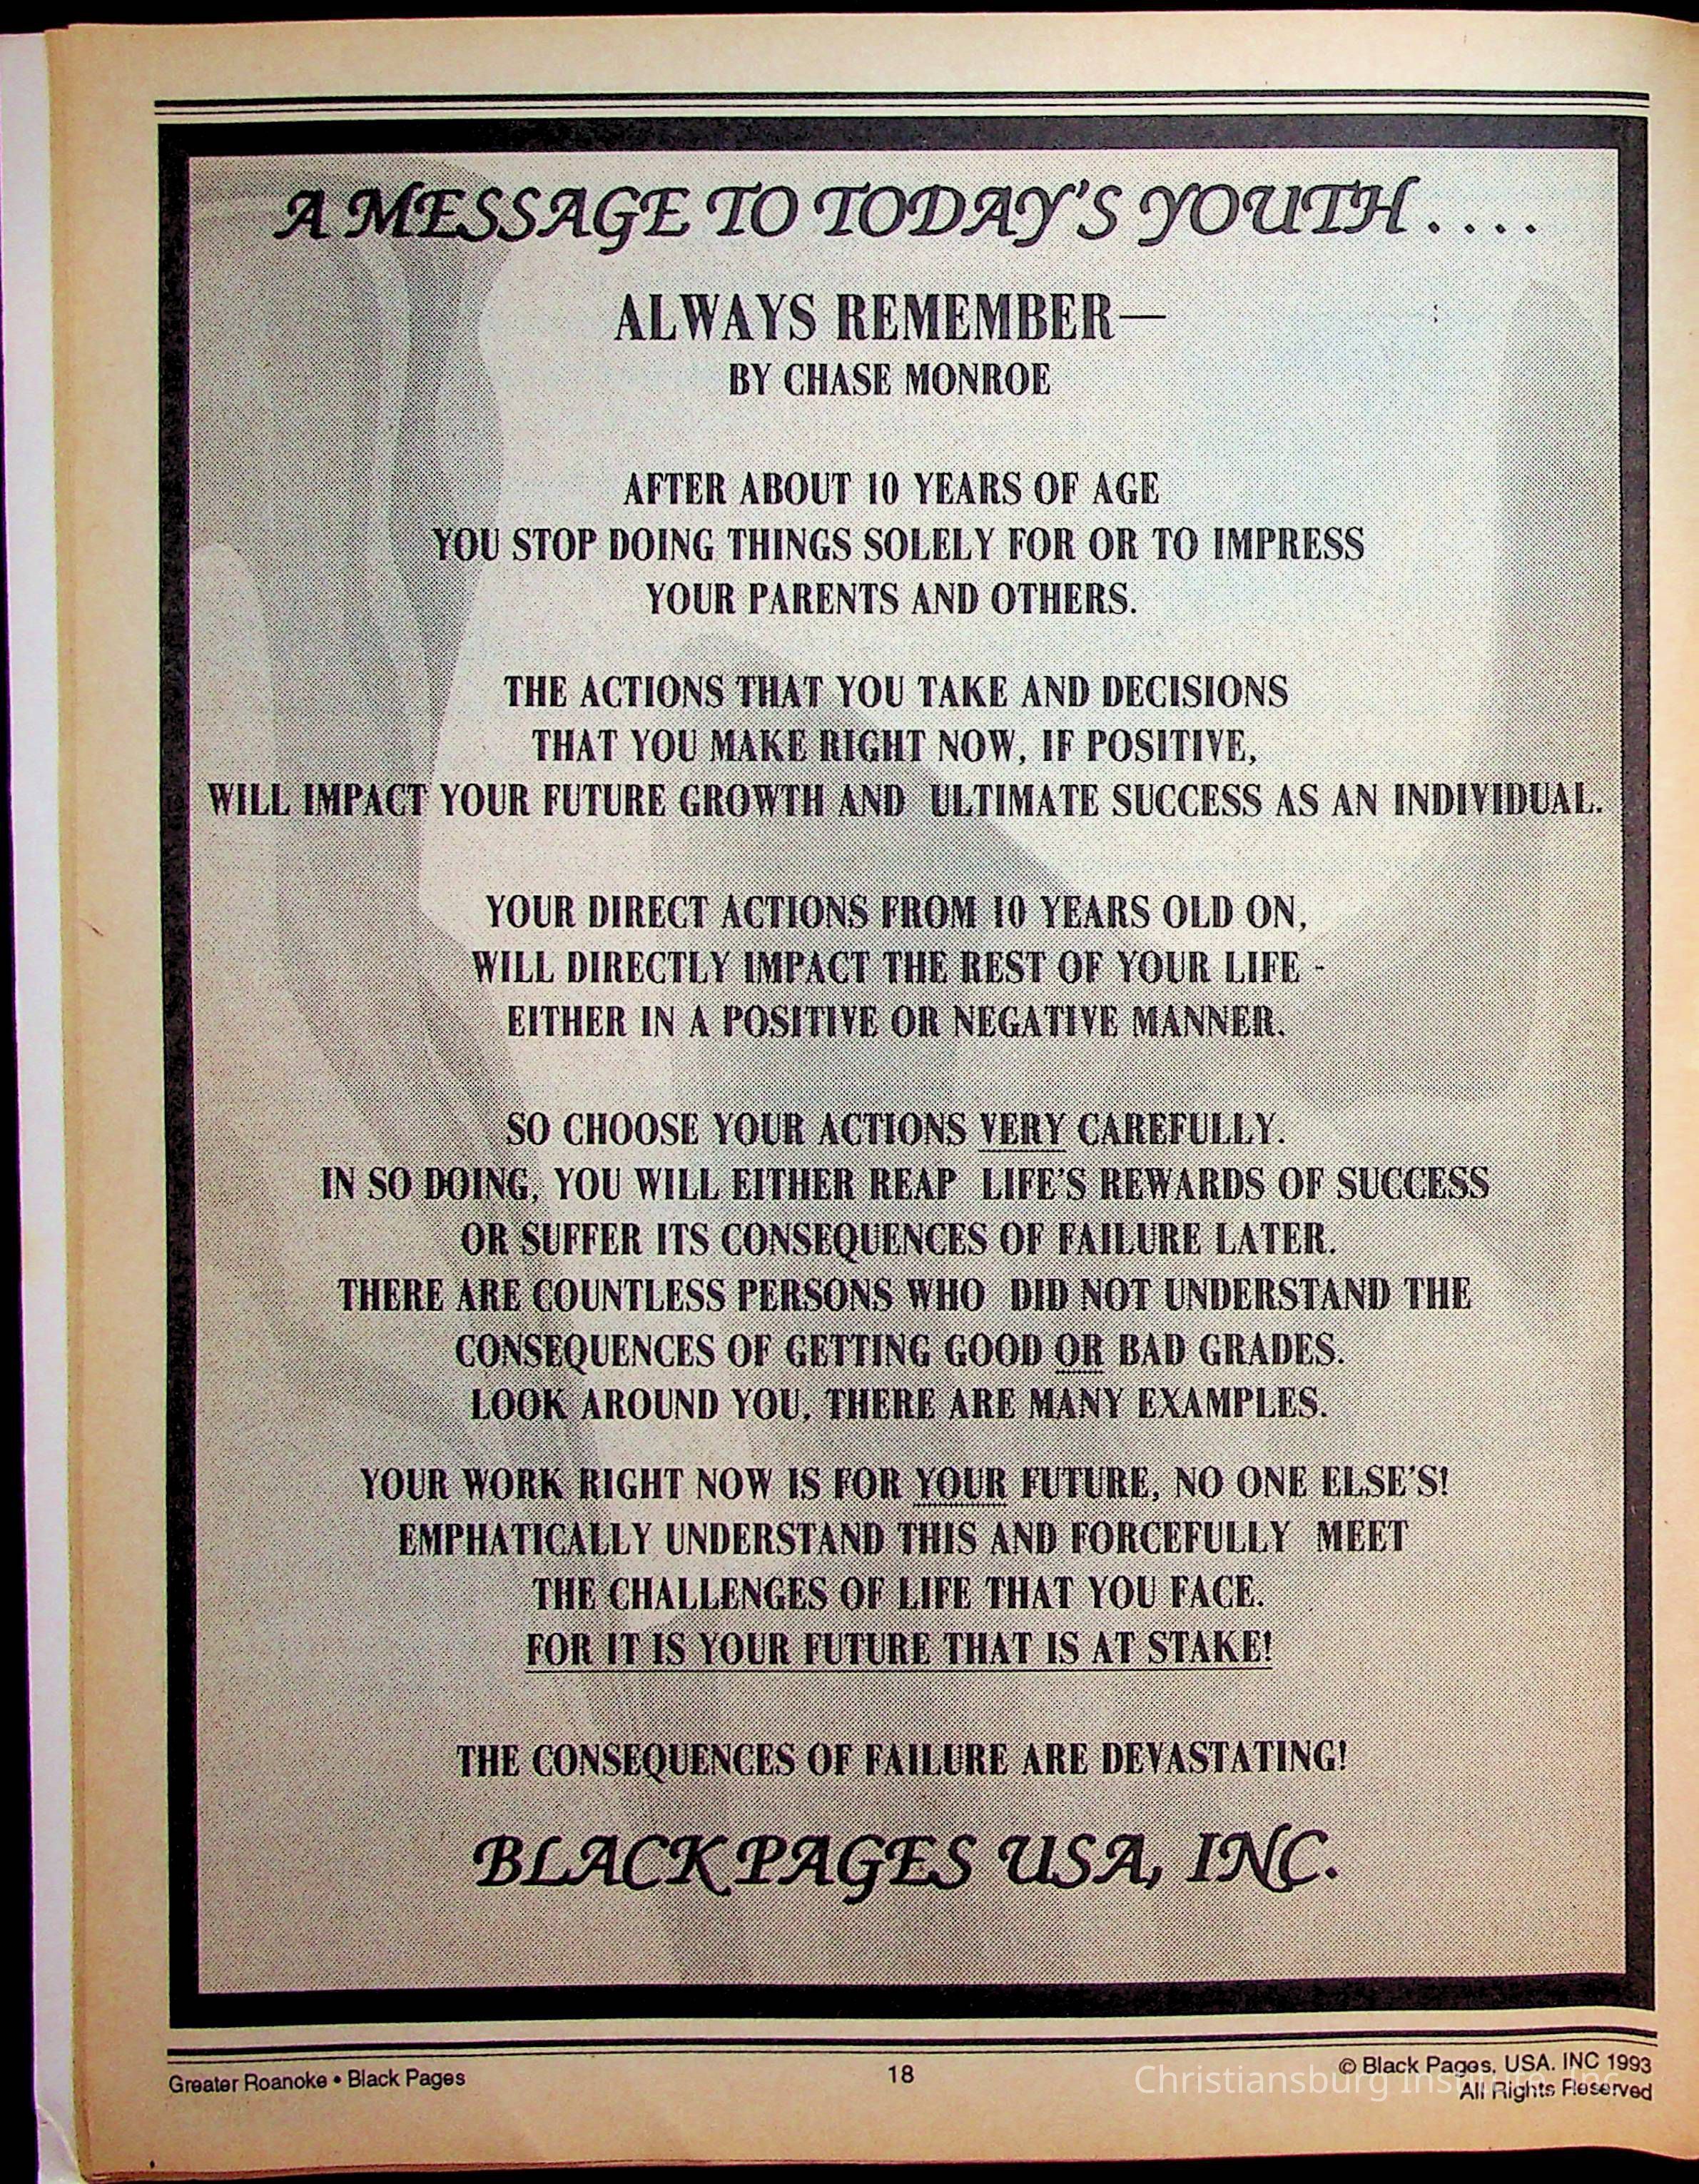 A MESSAGE TO TODAY'S YOUTH....
ALWAYS REMEMBER—
BY CHASE MONROE
AFTER ABOUT 10 YEARS OF AGE
YOU STOP DOING THINGS SOLELY FOR OR TO IMPRESS
YOUR PARENTS AND OTHERS.
THE ACTIONS THAT YOU TAKE AND DECISIONS
THAT YOU MAKE RIGHT NOW, IF POSITIVE,
WILL IMPACT YOUR FUTURE GROWTH AND ULTIMATE SUCCESS AS AN INDIVIDUAL.
YOUR DIRECT ACTIONS FROM 10 YEARS OLD ON,
WILL DIRECTLY IMPACT THE REST OF YOUR LIFE -
EITHER IN A POSITIVE OR NEGATIVE MANNER.
SO CHOOSE YOUR ACTIONS VERY CAREFULLY.
IN SO DOING, YOU WILL EITHER REAP LIFE'S REWARDS OF SUCCESS
OR SUFFER ITS CONSEQUENCES OF FAILURE LATER.
THERE ARE COUNTLESS PERSONS WHO DID NOT UNDERSTAND THE
CONSEQUENCES OF GETTING GOOD OR BAD GRADES.
LOOK AROUND YOU, THERE ARE MANY EXAMPLES.
YOUR WORK RIGHT NOW IS FOR YOUR FUTURE, NO ONE ELSE'S!
EMPHATICALLY UNDERSTAND THIS AND FORCEFULLY MEET
THE CHALLENGES OF LIFE THAT YOU FACE.
FOR IT IS YOUR FUTURE THAT IS AT STAKE!
THE CONSEQUENCES OF FAILURE ARE DEVASTATING!
BLACK PAGES USA, INC.
Greater Roanoke • Black Pages
18
© Black Pages, USA. INC 1993
All Rights Reserved
Christiansburg Institute, Inc.